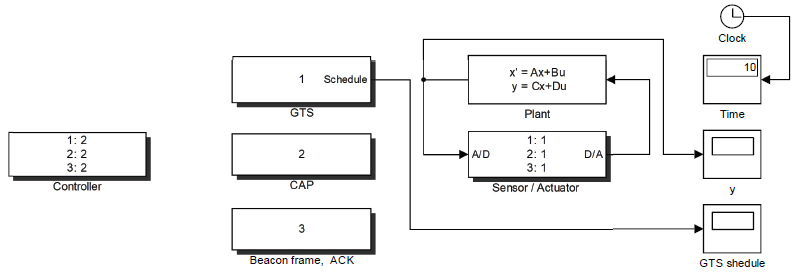 1: 2
2: 2
3: 2
Controller
1
Schedule
GTS
2
CAP
3
Beacon frame, ACK
x' = Ax+Bu
y = Cx+Du
Plant
A/D
1: 1
2: 1
3: 1
D/A
Sensor / Actuator
Clock
10
Time
y
GTS shedule